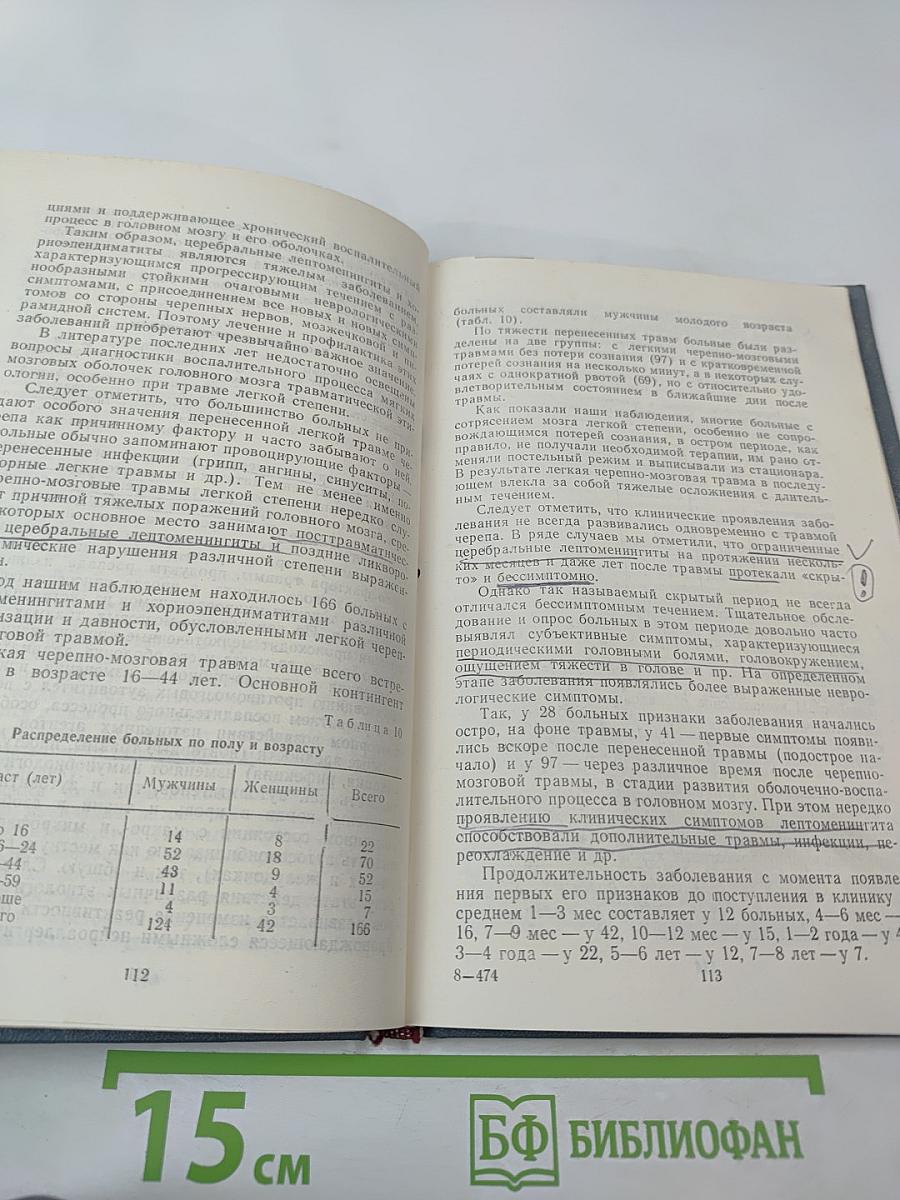 циями и поддерживающее хронический воспалительный
процесс в головном мозгу и его оболочках.
Таким образом, церебральные лептоменингиты и хо-
риоэпендиматиты являются тяжелым заболеванием,
характеризующимся прогрессирующим течением с раз-
нообразными стойкими очаговыми неврологическими
симптомами, с присоединением все новых и новых симп-
томов со стороны черепных нервов, мозжечковой и пи-
рамидной систем. Поэтому лечение и профилактика этих
заболеваний приобретают чрезвычайно важное значение.
В литературе последних лет недостаточно освещены
вопросы диагностики воспалительного процесса мягких
мозговых оболочек головного мозга травматической эти-
ологии, особенно при травме легкой степени.
Следует отметить, что большинство больных не при-
дают особого значения перенесенной легкой травме че-
репа как причинному фактору и часто забывают о ней.
ольные обычно запоминают провоцирующие факторы —
еренесенные инфекции (грипп, ангины, синуситы, по-
орные легкие травмы и др.). Тем не менее именно
репно-мозговые травмы легкой степени нередко слу-
т причиной тяжелых поражений головного мозга, сре-
которых основное место занимают посттравматичес-
церебральные лептоменингиты и поздние ликворо-
мические нарушения различной степени выражен-
и.
од нашим наблюдением находилось 166 больных с
менингитами и хориоэпендиматитами различной
изации и давности, обусловленными легкой череп-
говой травмой.
кая черепно-мозговая травма чаще всего встре-
в возрасте 16—44 лет. Основной контингент
Таблица 10
Распределение больных по полу и возрасту
аст (лет) Мужчины Женщины Всего
о 16 14 8 22
6—24 52 18 70
—44 43 9 52
—59 11 4 15
ше 4 3 7
го 124 42 166
112
больных составляли мужчины молодого возраста
(табл. 10).
По тяжести перенесенных травм больные были раз-
делены на две группы: с легкими черепно-мозговыми
травмами без потери сознания (97) и с кратковременной
потерей сознания на несколько минут, а в некоторых слу-
чаях с однократной рвотой (69), но с относительно удо-
влетворительным состоянием в ближайшие дни после
травмы.
Как показали наши наблюдения, многие больные с
сотрясением мозга легкой степени, особенно не сопро-
вождающимся потерей сознания, в остром периоде, как
правило, не получали необходимой терапии, им рано от-
меняли постельный режим и выписывали из стационара.
В результате легкая черепно-мозговая травма в последу-
ющем влекла за собой тяжелые осложнения с длитель-
ным течением.
Следует отметить, что клинические проявления забо-
левания не всегда развивались одновременно с травмой
черепа. В ряде случаев мы отметили, что ограниченные
церебральные лептоменингиты на протяжении несколь-
ких месяцев и даже лет после травмы протекали «скры-
то» и бессимптомно.
!
Однако так называемый скрытый период не всегда
отличался бессимптомным течением. Тщательное обсле-
дование и опрос больных в этом периоде довольно часто
выявлял субъективные симптомы, характеризующиеся
периодическими головными болями, головокружением,
ощущением тяжести в голове и пр. На определенном
этапе заболевания появлялись более выраженные невро-
логические симптомы.
Так, у 28 больных признаки заболевания начались
остро, на фоне травмы, у 41 — первые симптомы появи-
лись вскоре после перенесенной травмы (подострое на-
чало) и у 97 — через различное время после черепно-
мозговой травмы, в стадии развития оболочечно-воспа-
лительного процесса в головном мозгу. При этом нередко
проявлению клинических симптомов лептоменингита
способствовали дополнительные травмы, инфекции, пе-
реохлаждение и др.
Продолжительность заболевания с момента появле-
ния первых его признаков до поступления в клинику
среднем 1—3 мес составляет у 12 больных, 4—6 мес —
16, 7—9 мес — у 42, 10—12 мес — у 15, 1—2 года — у 4
3—4 года — у 22, 5—6 лет — у 12, 7—8 лет — у 7.
8—474 113
15 см
БФ БИБЛИОФАН